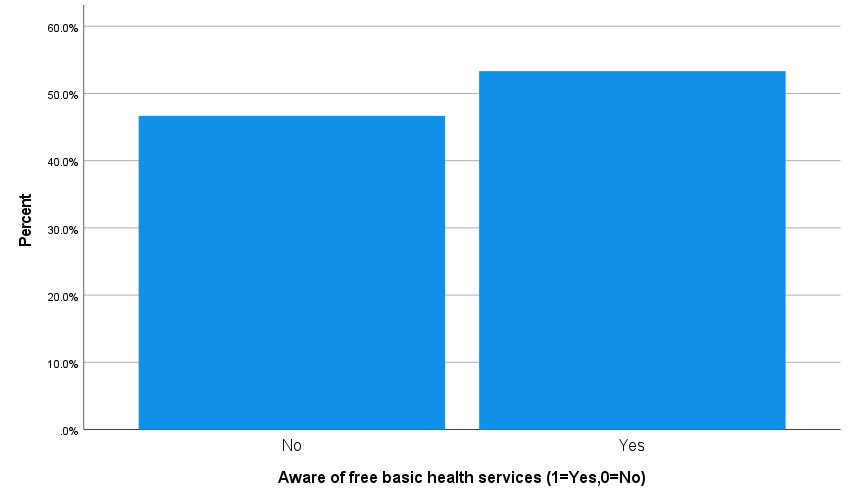 60.0%
50.0%
40.0%
30.0%
20.0%
10.0%
.0%
Percent
No Yes
Aware of free basic health services (1=Yes,0=No)